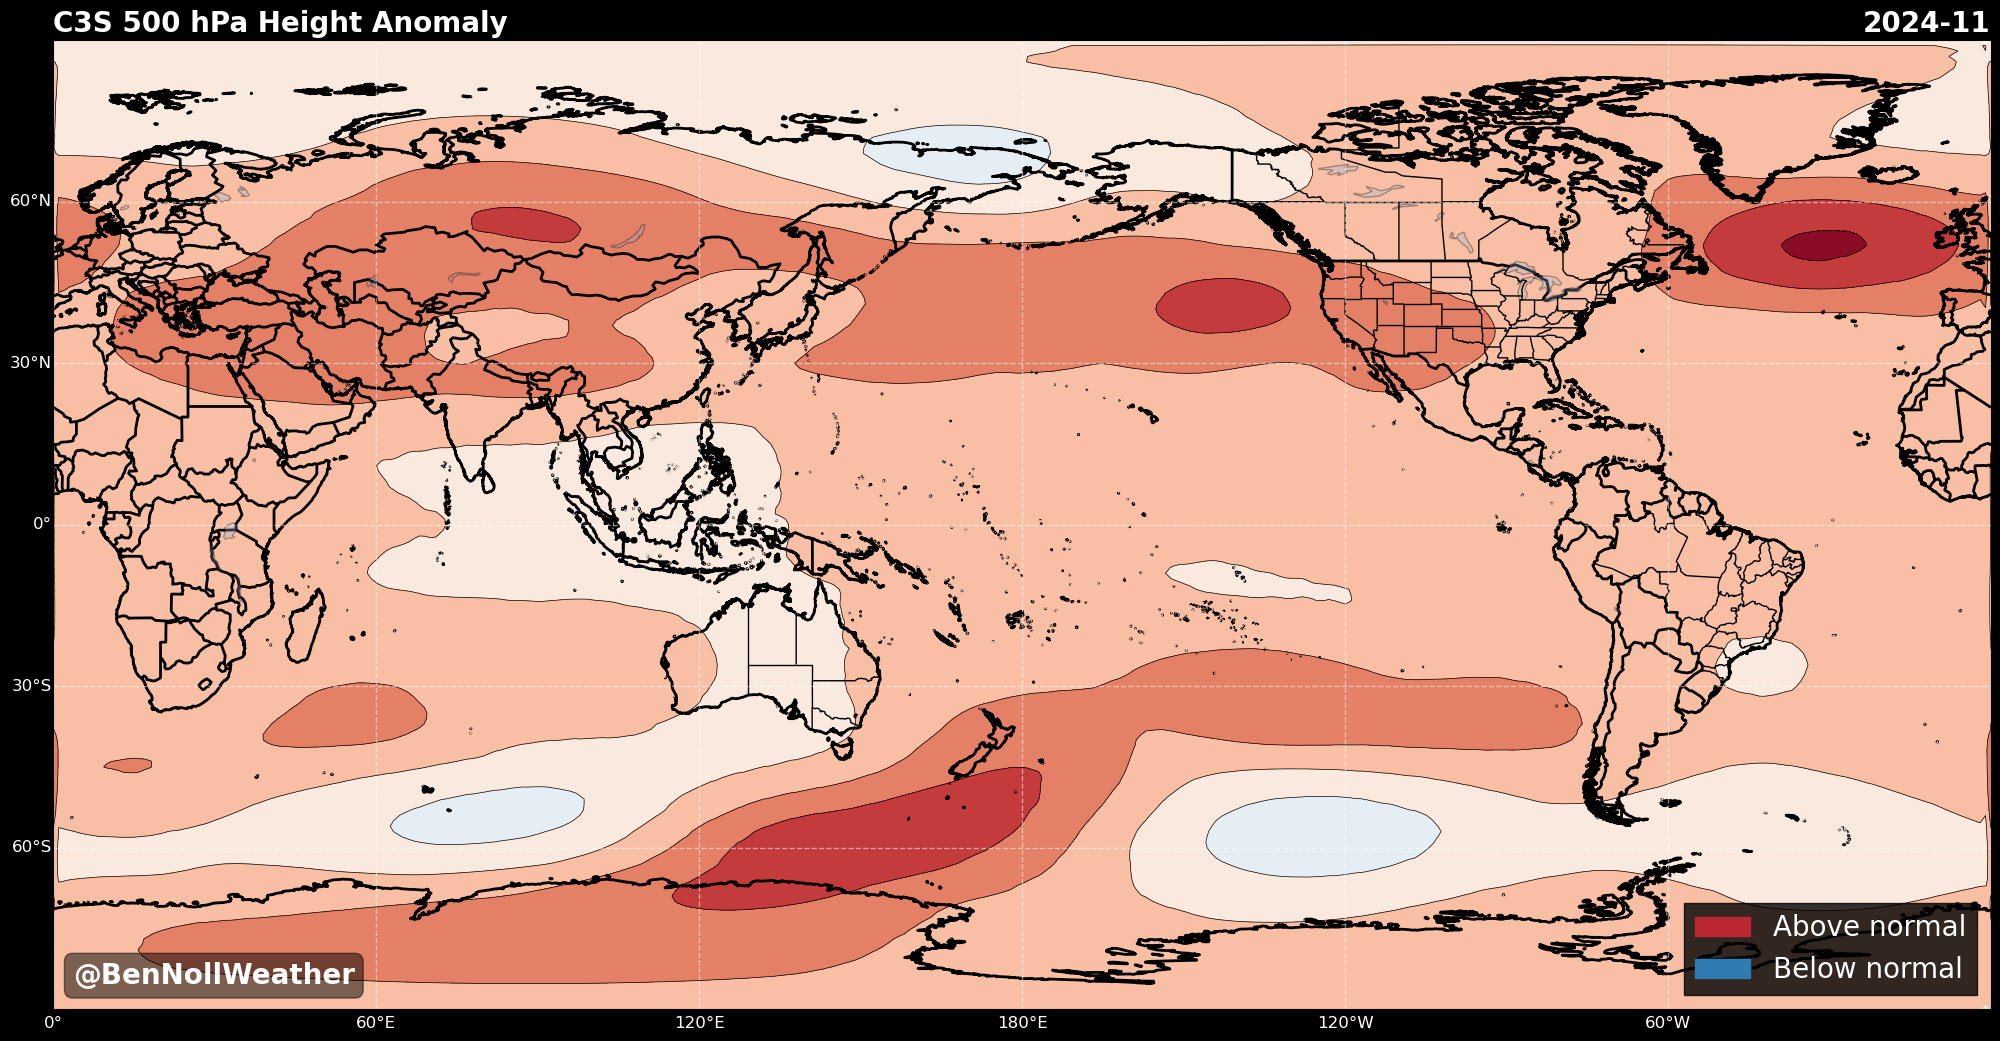 C3S 500 hPa Height Anomaly
2024-11
60°N
30°N
0°
30°S
60°S
Above normal
Below normal
@BenNollWeather
0°
60°E
120°E
180°E
120°W
60°W